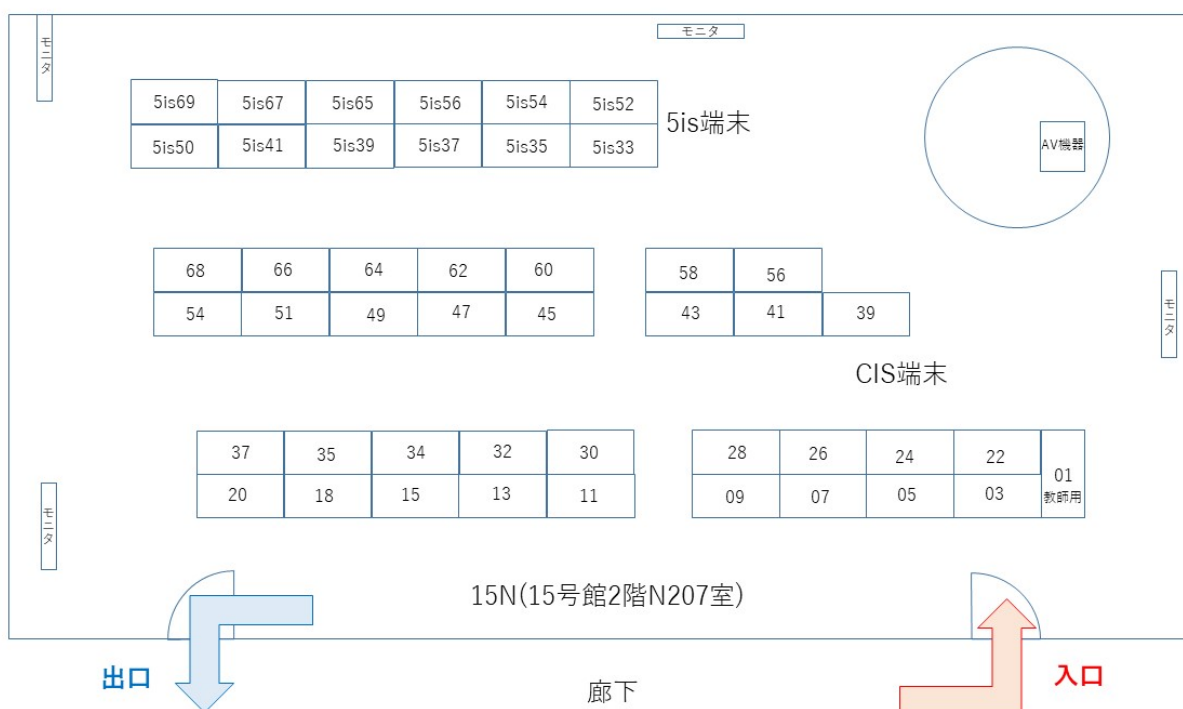 モニタ
モニタ
5is69 5is67 5is65 5is56 5is54 5is52
5is端末
5is50 5is41 5is39 5is37 5is35 5is33
AV機器
68 66 64 62 60 58 56
54 51 49 47 45 43 41 39
モニタ
CIS端末
37 35 34 32 30 28 26 24 22
01
教師用
20 18 15 13 11 09 07 05 03
モニタ
15N(15号館2階N207室)
出口
入口
廊下